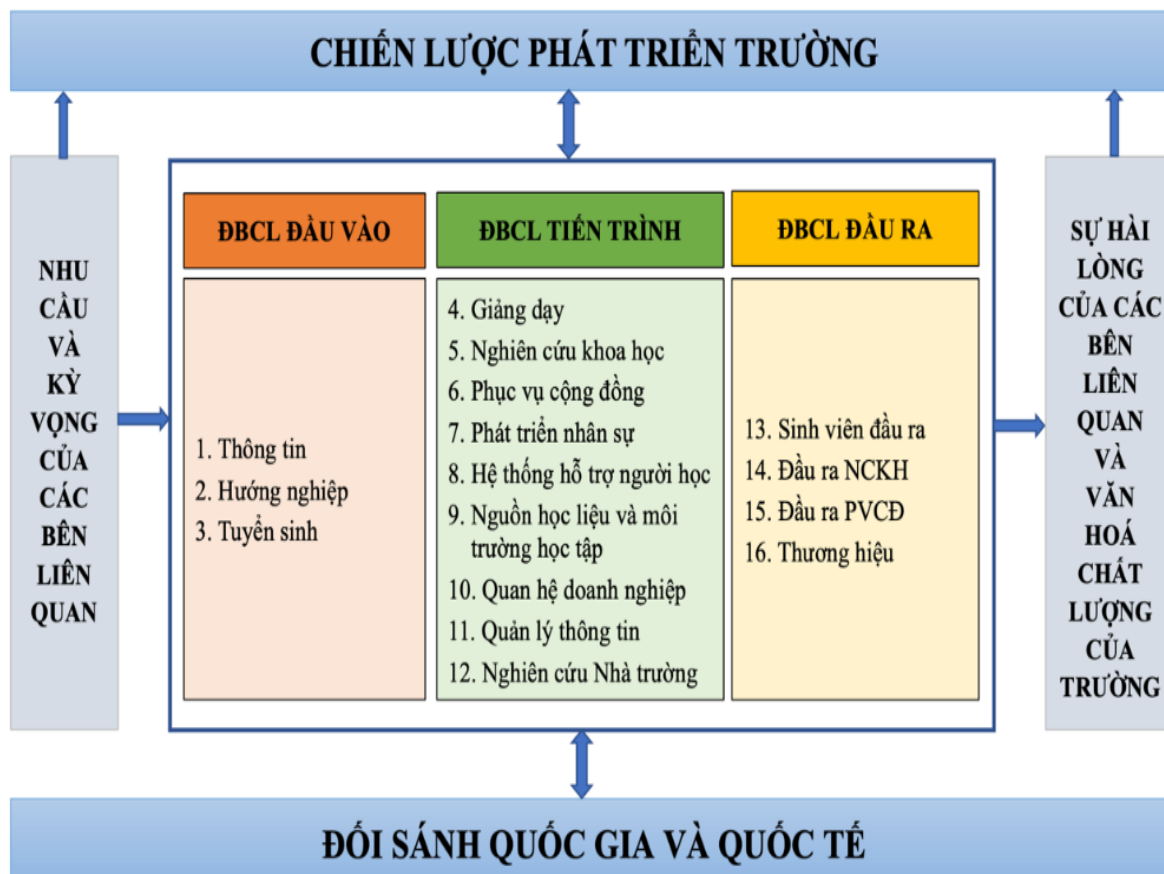 CHIẾN LƯỢC PHÁT TRIỂN TRƯỜNG
NHU
CẦU
VÀ
KỲ
VỌNG
CỦA
CÁC
BÊN
LIÊN
QUAN
ĐBCL ĐẦU VÀO
1. Thông tin
2. Hướng nghiệp
3. Tuyển sinh
ĐBCL TIẾN TRÌNH
4. Giảng dạy
5. Nghiên cứu khoa học
6. Phục vụ cộng đồng
7. Phát triển nhân sự
8. Hệ thống hỗ trợ người học
9. Nguồn học liệu và môi
trường học tập
10. Quan hệ doanh nghiệp
11. Quản lý thông tin
12. Nghiên cứu Nhà trường
ĐBCL ĐẦU RA
13. Sinh viên đầu ra
14. Đầu ra NCKH
15. Đầu ra PVCĐ
16. Thương hiệu
SỰ HÀI
LÒNG
CỦA CÁC
BÊN
LIÊN
QUAN
VÀ
VĂN
HOÁ
CHẤT
LƯỢNG
CỦA
TRƯỜNG
ĐỐI SÁNH QUỐC GIA VÀ QUỐC TẾ